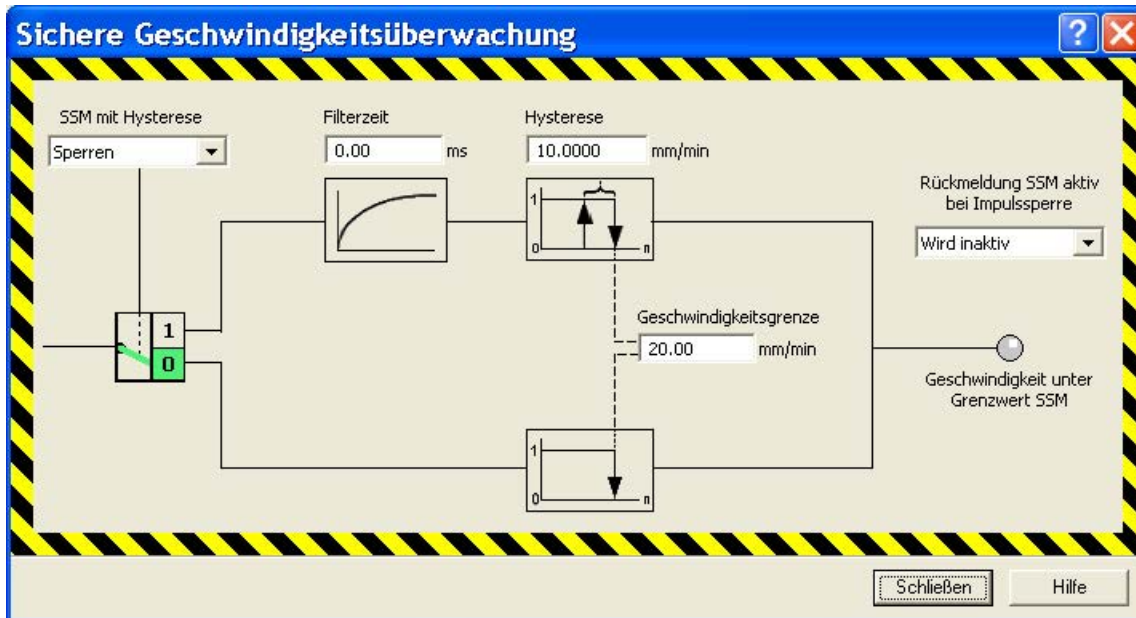 Sichere Geschwindigkeitsüberwachung
?
SSM mit Hysterese
Sperren
Filterzeit
0.00 ms
Hysterese
10.0000 mm/min
Rückmeldung SSM aktiv
bei Impulssperre
Wird inaktiv
1
0
n
1
0
Geschwindigkeitsgrenze
20.00 mm/min
Geschwindigkeit unter
Grenzwert SSM
1
0
n
Schließen
Hilfe